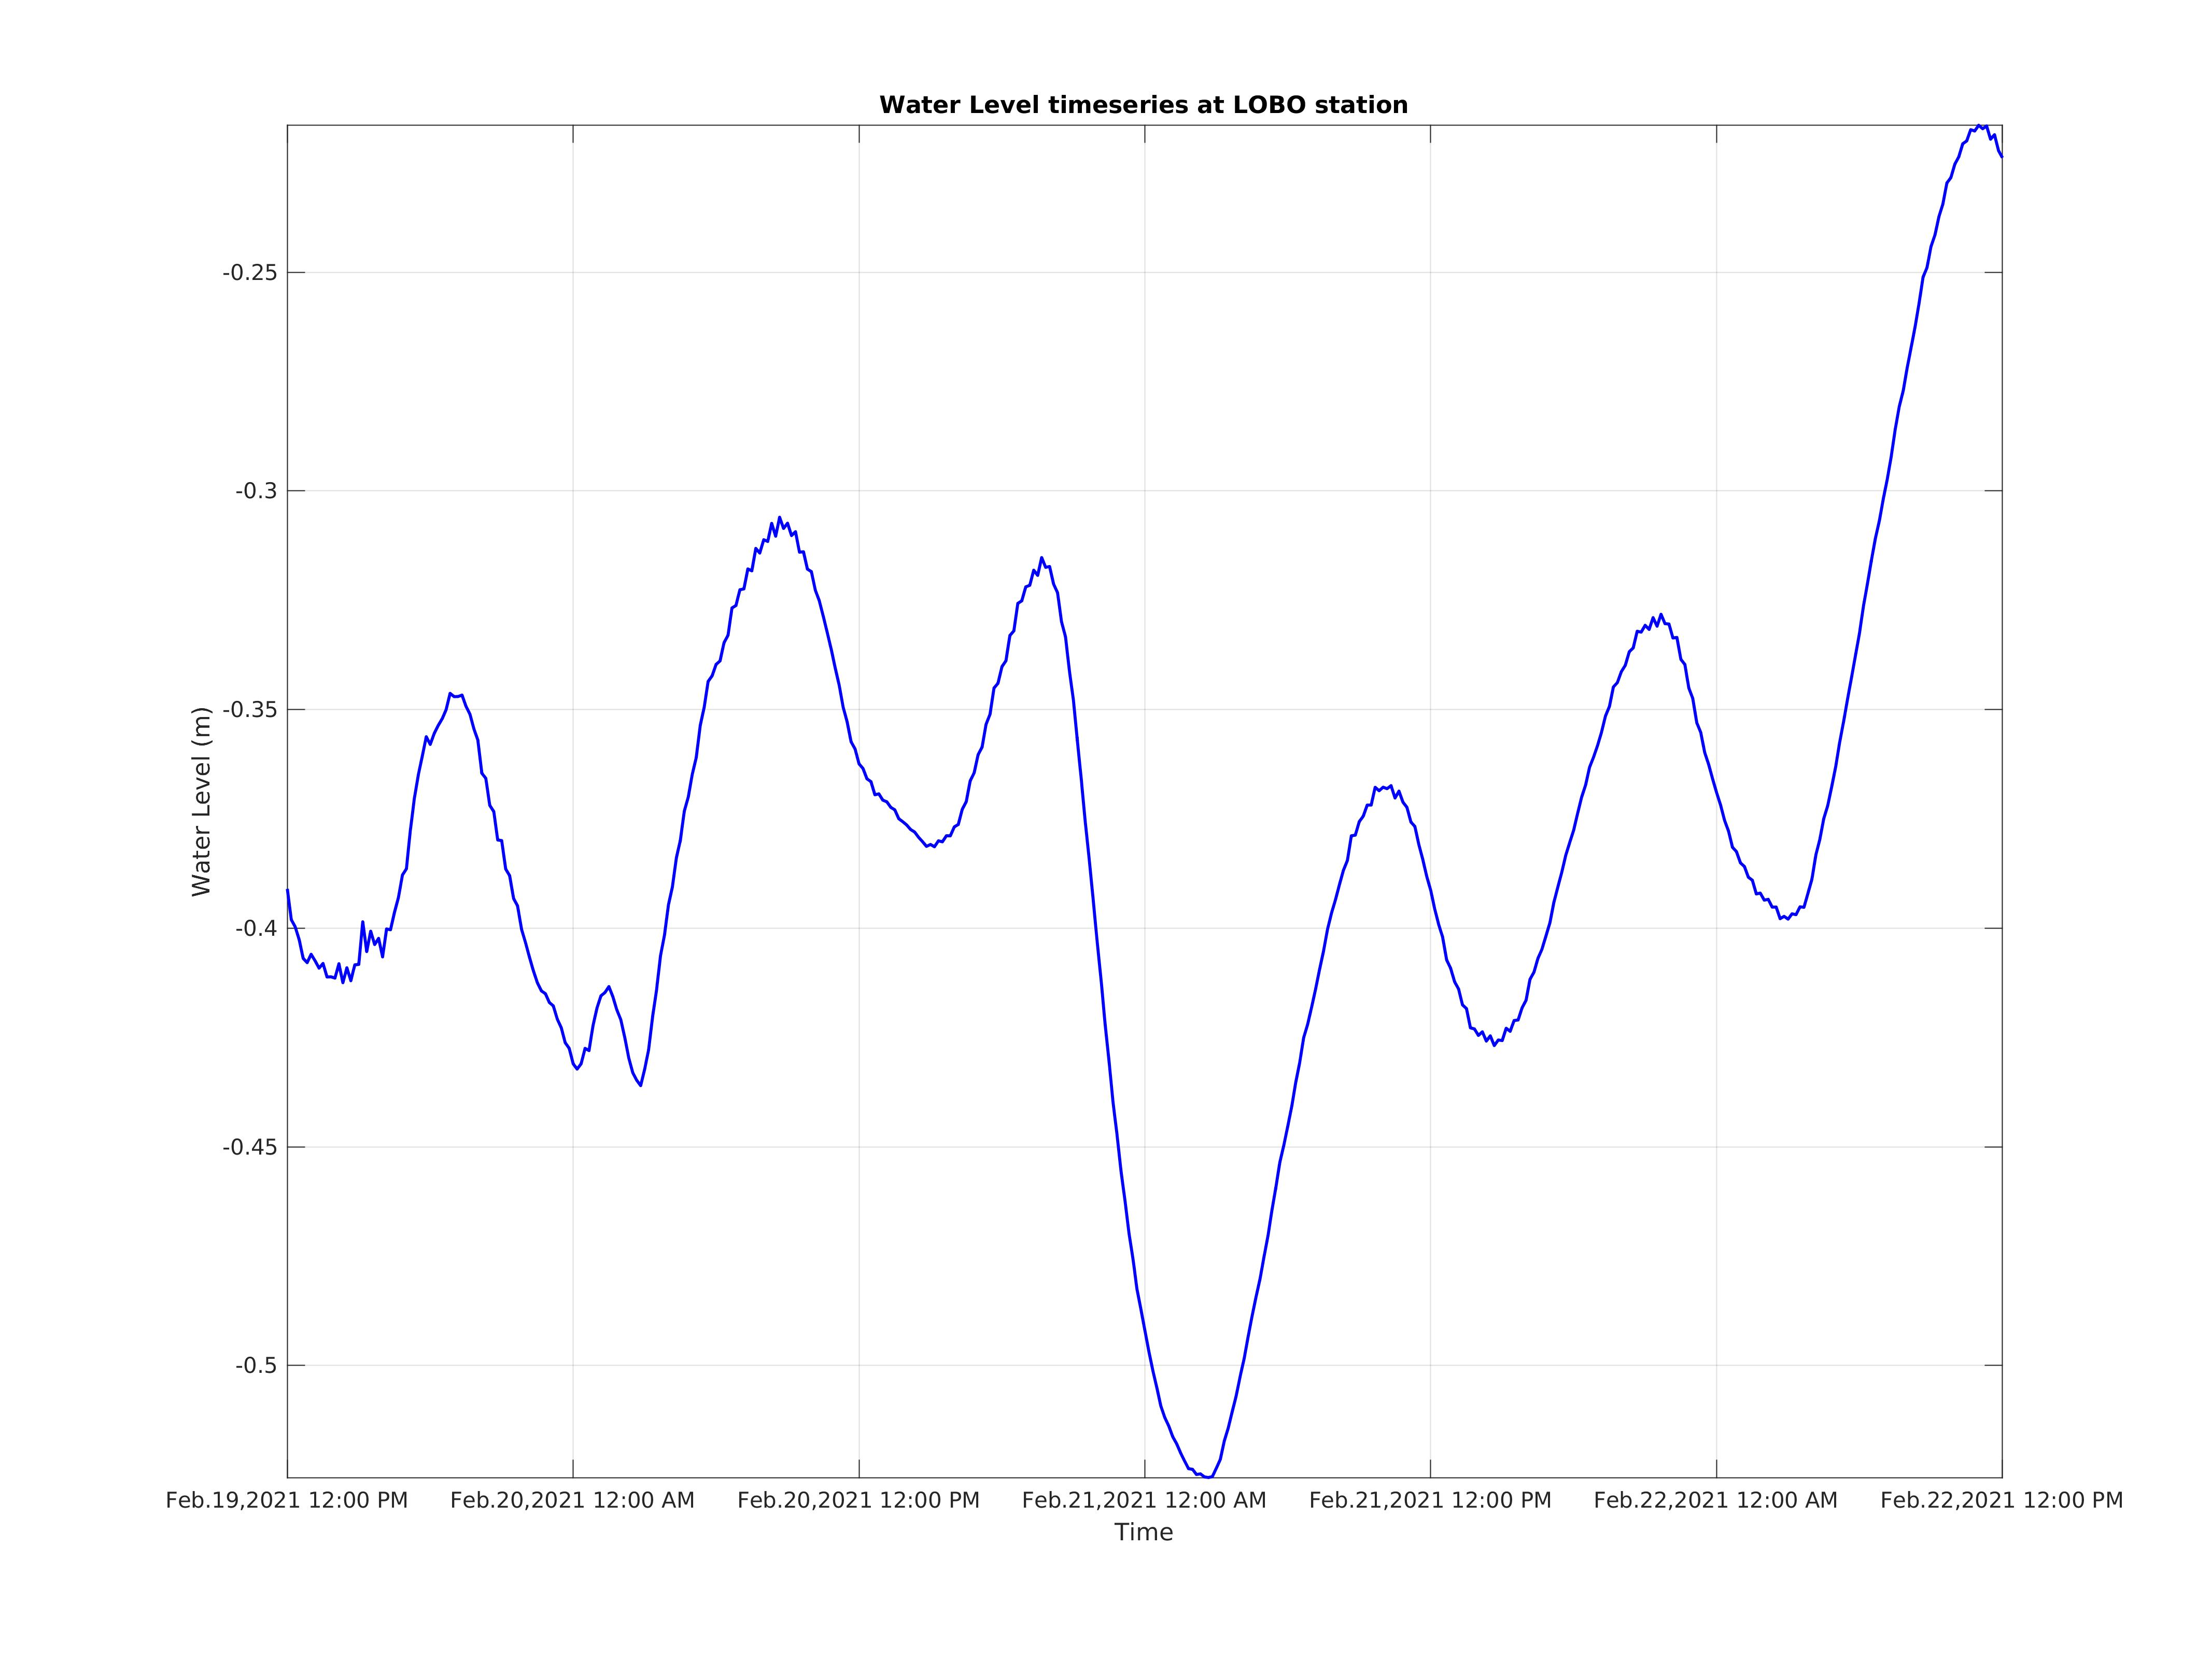 Water Level timeseries at LOBO station
-0.25
-0.3
-0.35
-0.4
-0.45
-0.5
Water Level (m)
Feb.19,2021 12:00 PM
Feb.20,2021 12:00 AM
Feb.20,2021 12:00 PM
Feb.21,2021 12:00 AM
Feb.21,2021 12:00 PM
Feb.22,2021 12:00 AM
Feb.22,2021 12:00 PM
Time